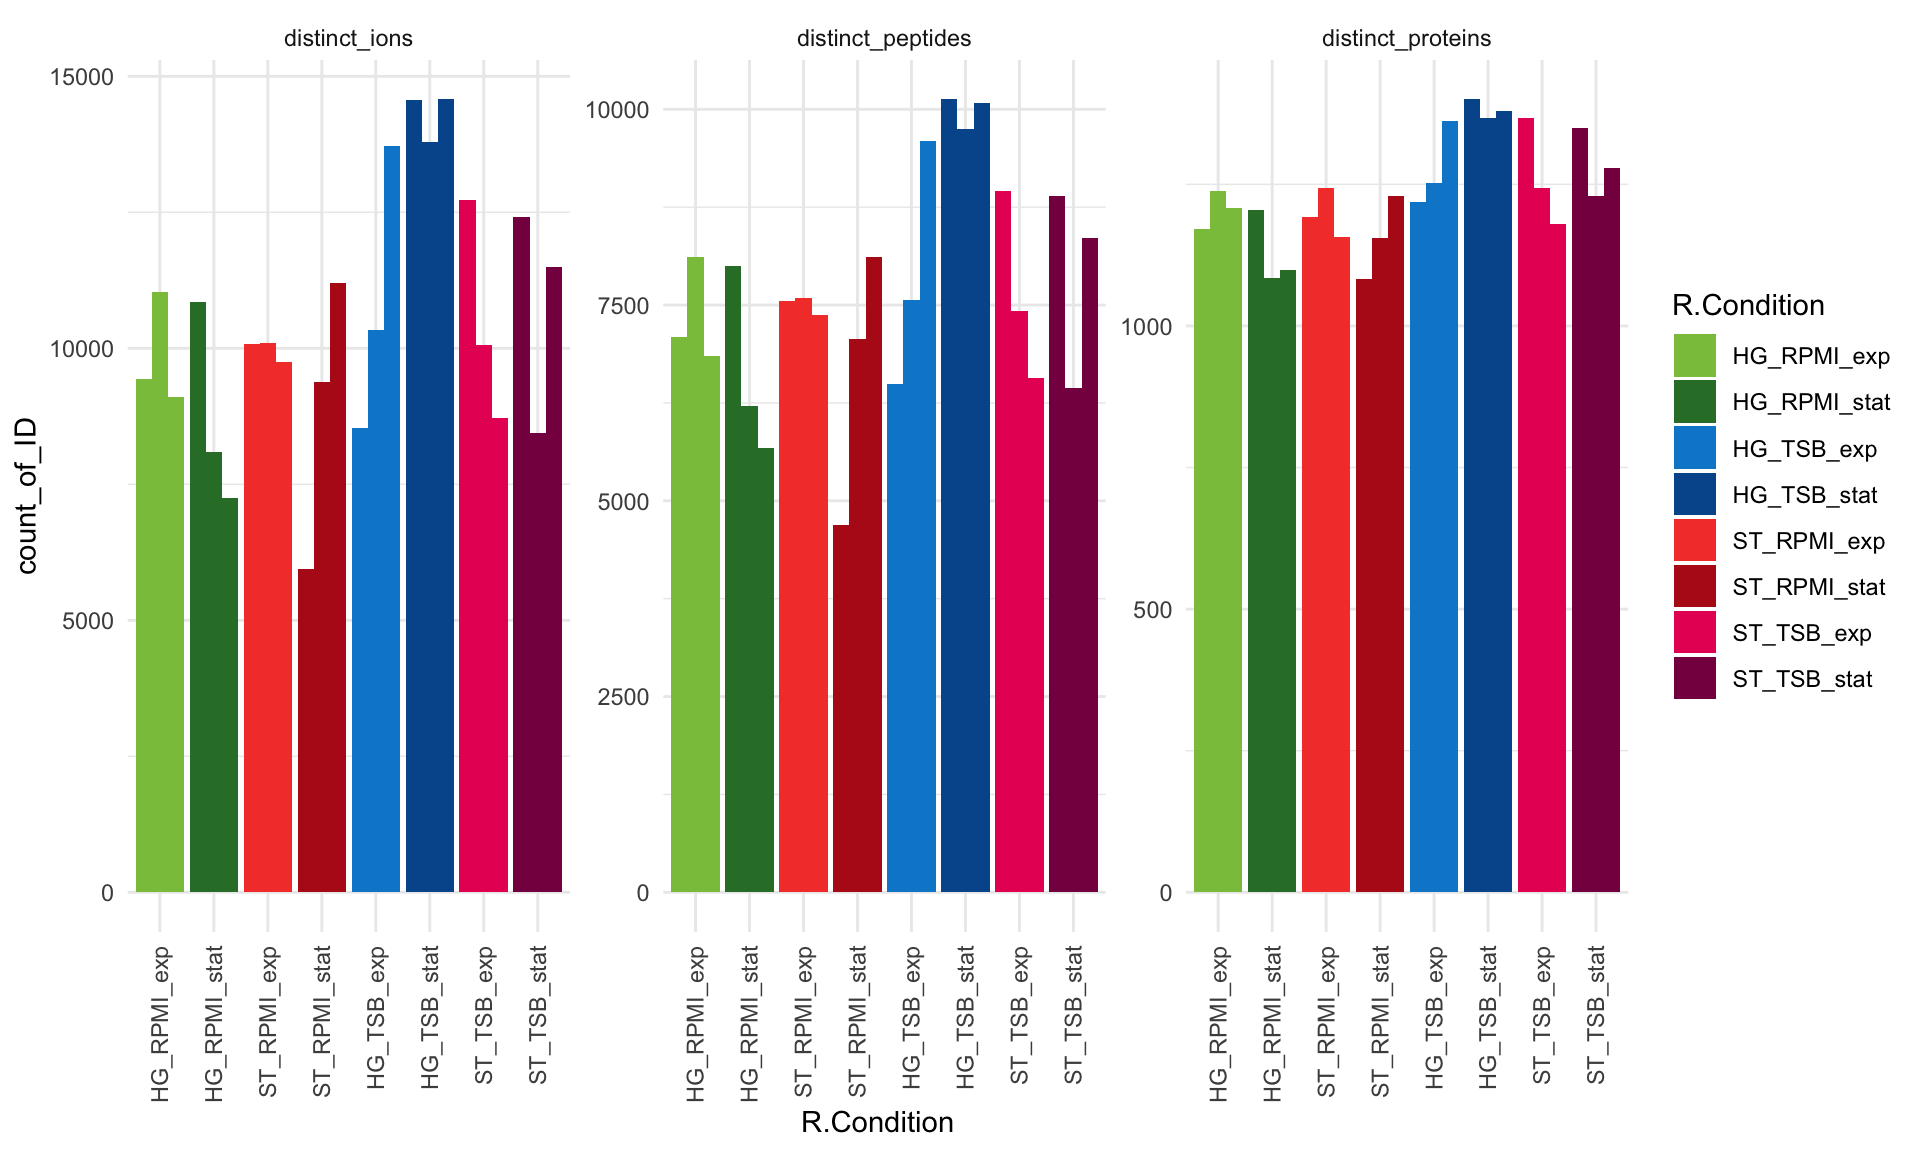 distinct_ions
distinct_peptides
distinct_proteins
count_of_ID
15000
10000
5000
0
10000
7500
5000
2500
0
1000
500
0
HG_RPMI_exp
HG_RPMI_stat
ST_RPMI_exp
ST_RPMI_stat
HG_TSB_exp
HG_TSB_stat
ST_TSB_exp
ST_TSB_stat
HG_RPMI_exp
HG_RPMI_stat
ST_RPMI_exp
ST_RPMI_stat
HG_TSB_exp
HG_TSB_stat
ST_TSB_exp
ST_TSB_stat
HG_RPMI_exp
HG_RPMI_stat
ST_RPMI_exp
ST_RPMI_stat
HG_TSB_exp
HG_TSB_stat
ST_TSB_exp
ST_TSB_stat
R.Condition
R.Condition
HG_RPMI_exp
HG_RPMI_stat
HG_TSB_exp
HG_TSB_stat
ST_RPMI_exp
ST_RPMI_stat
ST_TSB_exp
ST_TSB_stat